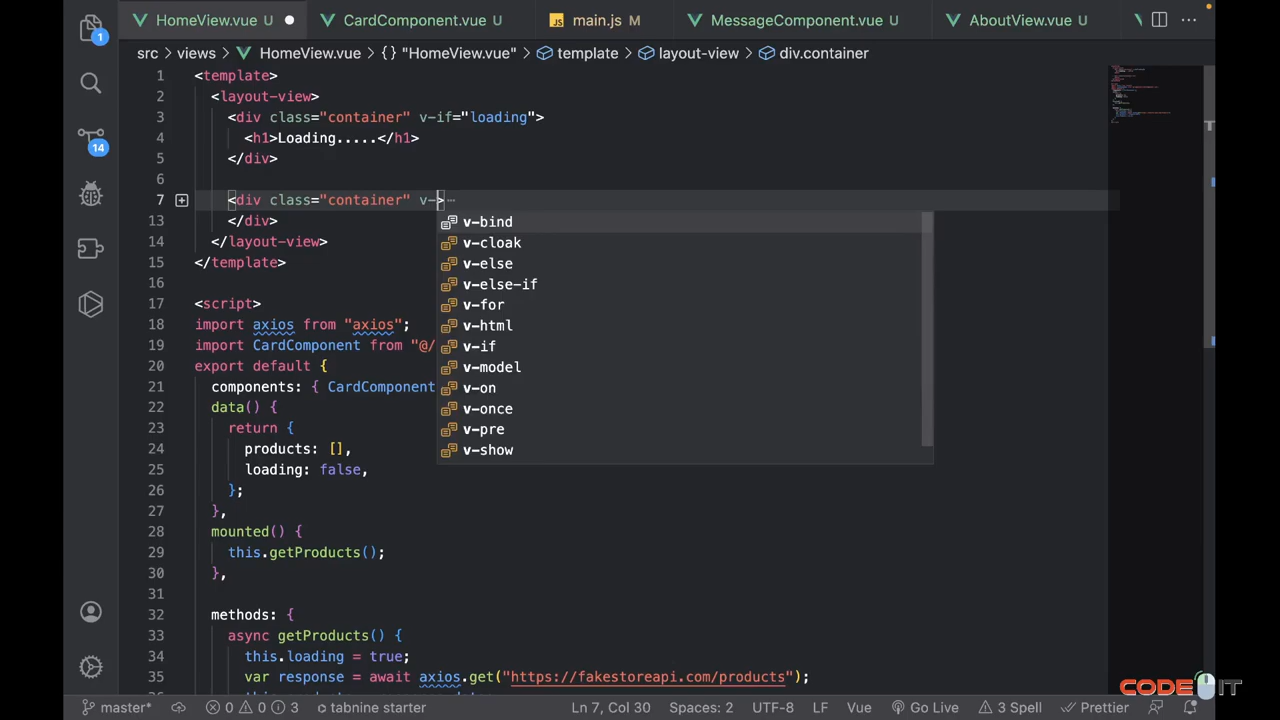 HomeView.vue U
CardComponent.vue U
main.js M
MessageComponent.vue U
AboutView.vue U
src > views > HomeView.vue > {} "HomeView.vue" > template > layout-view > div.container
1 <template>
2 <layout-view>
3 <div class="container" v-if="loading">
4 <h1>Loading.....</h1>
5 </div>
6
7 <div class="container" v->
13 </div>
14 </layout-view>
15 </template>
16
17 <script>
18 import axios from "axios";
19 import CardComponent from "@/
20 export default {
21 components: { CardComponent
22 data() {
23 return {
24 products: [],
25 loading: false,
26 };
27 },
28 mounted() {
29 this.getProducts();
30 },
31
32 methods: {
33 async getProducts() {
34 this.loading = true;
35 var response = await axios.get("https://fakestoreapi.com/products");
v-bind
v-cloak
v-else
v-else-if
v-for
v-html
v-if
v-model
v-on
v-once
v-pre
v-show
1
14
CODE IT
master* 0 0 3 tabnine starter Ln 7, Col 30 Spaces: 2 UTF-8 LF Vue Go Live 3 Spell Prettier